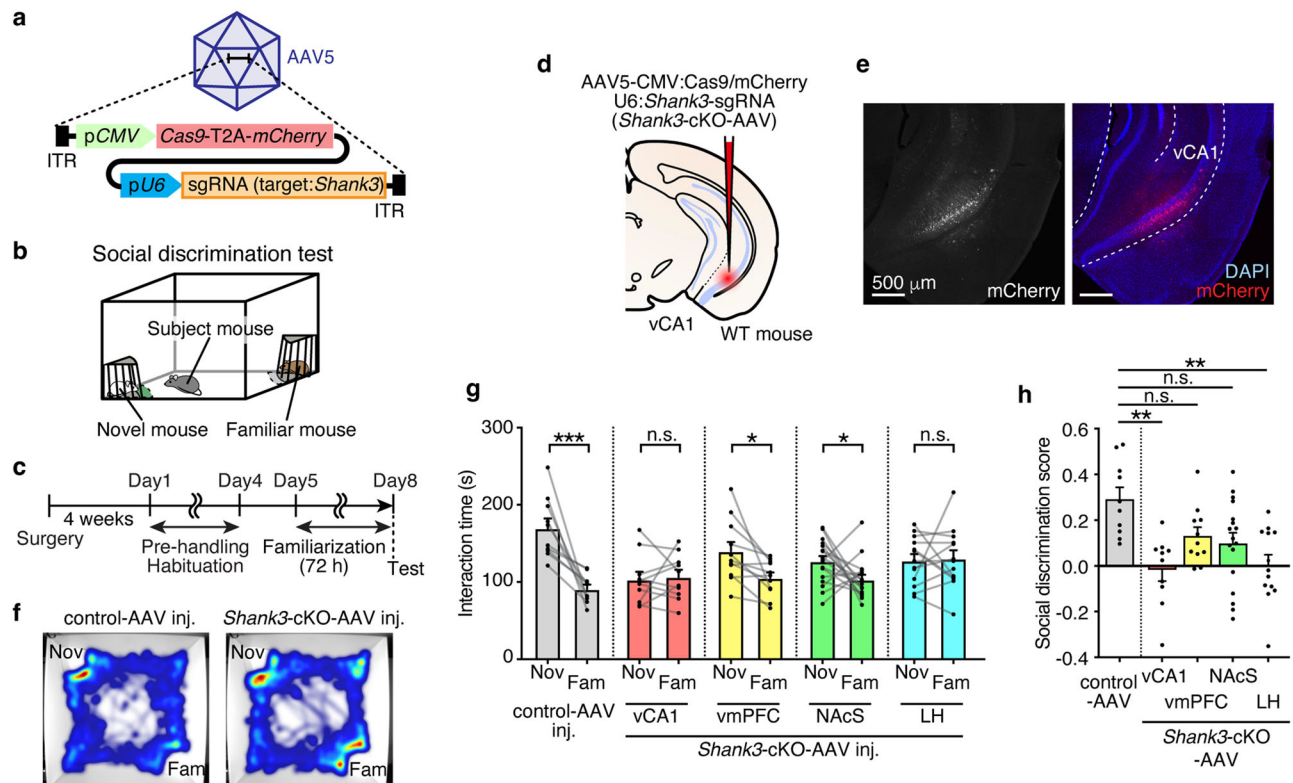 a
AAV5
pCMV
Cas9-T2A-mCherry
ITR
pU6
sgRNA (target:Shank3)
ITR
b
Social discrimination test
Subject mouse
Novel mouse
Familiar mouse
c
Day1
Day4
Day5
Day8
4 weeks
Surgery
Pre-handling
Habituation
Familiarization
(72 h)
Test
d
AAV5-CMV:Cas9/mCherry
U6:Shank3-sgRNA
(Shank3-cKO-AAV)
vCA1
WT mouse
e
500 μm
mCherry
vCA1
DAPI
mCherry
f
control-AAV inj.
Shank3-cKO-AAV inj.
Nov
Fam
Nov
Fam
g
Interaction time (s)
300
200
100
0
***
n.s.
*
*
n.s.
Nov
Fam
Nov
Fam
Nov
Fam
Nov
Fam
Nov
Fam
control-AAV
inj.
vCA1
vmPFC
NAcS
LH
Shank3-cKO-AAV inj.
h
Social discrimination score
**
n.s.
n.s.
**
0.6
0.4
0.2
0.0
-0.2
-0.4
control
-AAV
vCA1
vmPFC
NAcS
LH
Shank3-cKO
-AAV